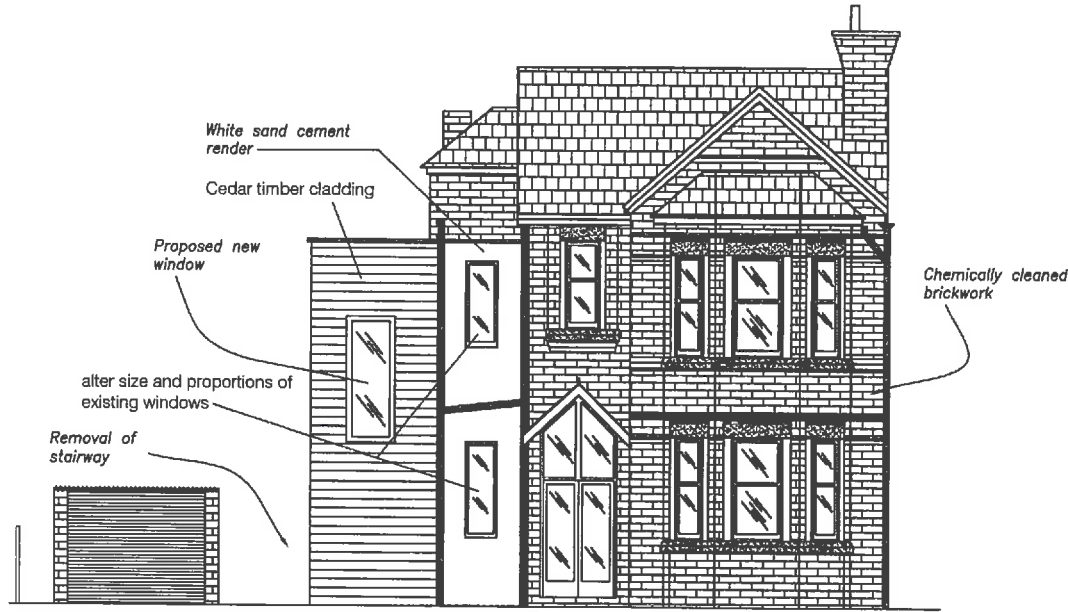 White sand cement
render
Cedar timber cladding
Proposed new
window
Chemically cleaned
brickwork
alter size and proportions of
existing windows
Removal of
stairway